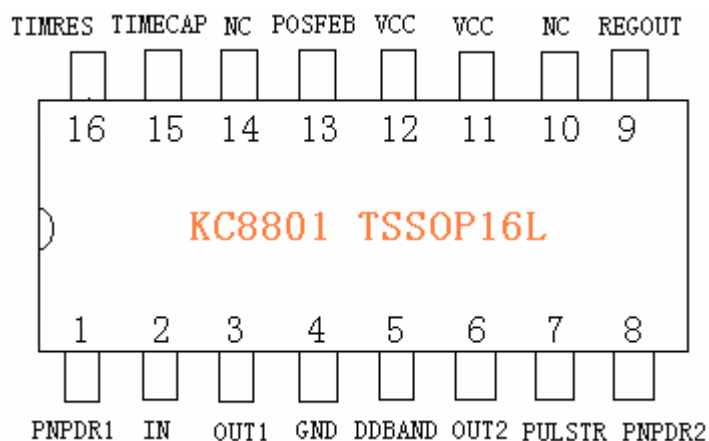 TIMRES TIMECAP NC POSFEB VCC VCC NC REGOUT
16 15 14 13 12 11 10 9
KC8801 TSSOP16L
1 2 3 4 5 6 7 8
PNPDR1 IN OUT1 GND DDBAND OUT2 PULSTR PNPDR2